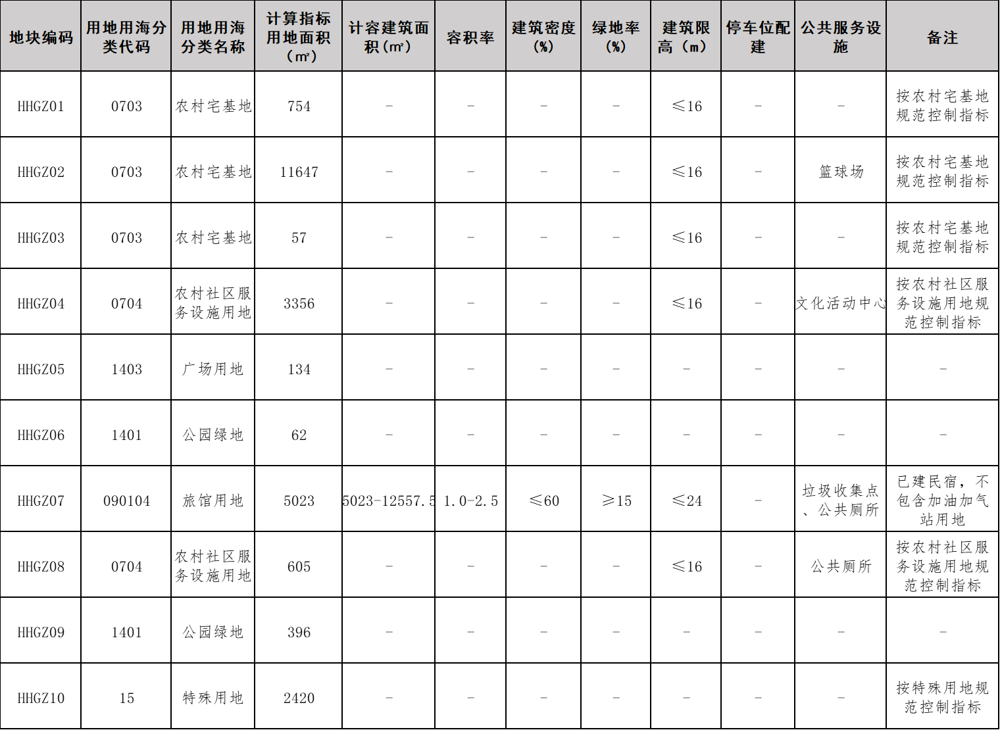 地块编码 用地用海分类代码 用地用海分类名称 计算指标用地面积（㎡） 计容建筑面积(㎡) 容积率 建筑密度(%) 绿地率(%) 建筑限高（m） 停车位配建 公共服务设施 备注
HHGZ01 0703 农村宅基地 754 - - - - ≤16 - - 按农村宅基地规范控制指标
HHGZ02 0703 农村宅基地 11647 - - - - ≤16 - 篮球场 按农村宅基地规范控制指标
HHGZ03 0703 农村宅基地 57 - - - - ≤16 - - 按农村宅基地规范控制指标
HHGZ04 0704 农村社区服务设施用地 3356 - - - - ≤16 - 文化活动中心 按农村社区服务设施用地规范控制指标
HHGZ05 1403 广场用地 134 - - - - - - - -
HHGZ06 1401 公园绿地 62 - - - - - - - -
HHGZ07 090104 旅馆用地 5023 5023-12557.5 1.0-2.5 ≤60 ≥15 ≤24 - 垃圾收集点、公共厕所 已建民宿，不包含加油加气站用地
HHGZ08 0704 农村社区服务设施用地 605 - - - - ≤16 - 公共厕所 按农村社区服务设施用地规范控制指标
HHGZ09 1401 公园绿地 396 - - - - - - - -
HHGZ10 15 特殊用地 2420 - - - - - - - 按特殊用地规范控制指标